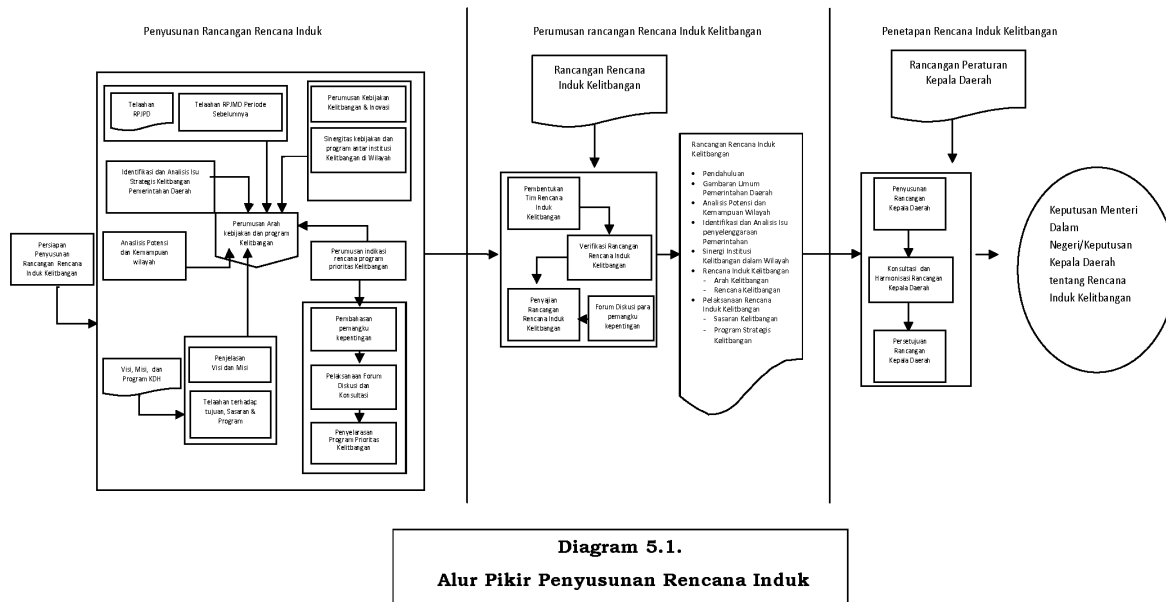 Penyusunan Rancangan Rencana Induk
Telaahan
RPJPD
Telaahan RPJMD Periode
Sebelumnya
Perumusan Kebijakan
Kelitbangan & Inovasi
Sinergitas kebijakan dan
program antar institusi
Kelitbangan di Wilayah
Identifikasi dan Analisis Isu
Strategis Kelitbangan
Pemerintahan Daerah
Perumusan Arah
kebijakan dan program
Kelitbangan
Persiapan
Penyusunan
Rancangan Rencana
Induk Kelitbangan
Anaslisis Potensi
dan Kemampuan
wilayah
Perumusan indikasi
rencana program
prioritas Kelitbangan
Pembahasan
pemangku
kepentingan
Penjelasan
Visi dan Misi
Visi, Misi, dan
Program KDH
Telaahan terhadap
tujuan, Sasaran &
Program
Pelaksanaan Forum
Diskusi dan
Konsultasi
Penyelarasan
Program Prioritas
Kelitbangan
Perumusan rancangan Rencana Induk Kelitbangan
Rancangan Rencana
Induk Kelitbangan
Pembentukan
Tim Rencana
Induk
Kelitbangan
Verifikasi Rancangan
Rencana Induk
Kelitbangan
Penyajian
Rancangan
Rencana Induk
Kelitbangan
Forum Diskusi para
pemangku
kepentingan
Rancangan Rencana Induk
Kelitbangan
• Pendahuluan
• Gambaran Umum
Pemerintahan Daerah
• Analisis Potensi dan
Kemampuan Wilayah
• Identifikasi dan Analisis Isu
penyelenggaraan
Pemerintahan
• Sinergi Institusi
Kelitbangan dalam Wilayah
• Rencana Induk Kelitbangan
- Arah Kelitbangan
- Rencana Kelitbangan
• Pelaksanaan Rencana
Induk Kelitbangan
- Sasaran Kelitbangan
- Program Strategis
Kelitbangan
Penetapan Rencana Induk Kelitbangan
Rancangan Peraturan
Kepala Daerah
Penyusunan
Rancangan
Kepala Daerah
Konsultasi dan
Harmonisasi Rancangan
Kepala Daerah
Persetujuan
Rancangan
Kepala Daerah
Keputusan Menteri
Dalam
Negeri/Keputusan
Kepala Daerah
tentang Rencana
Induk Kelitbangan
Diagram 5.1.
Alur Pikir Penyusunan Rencana Induk